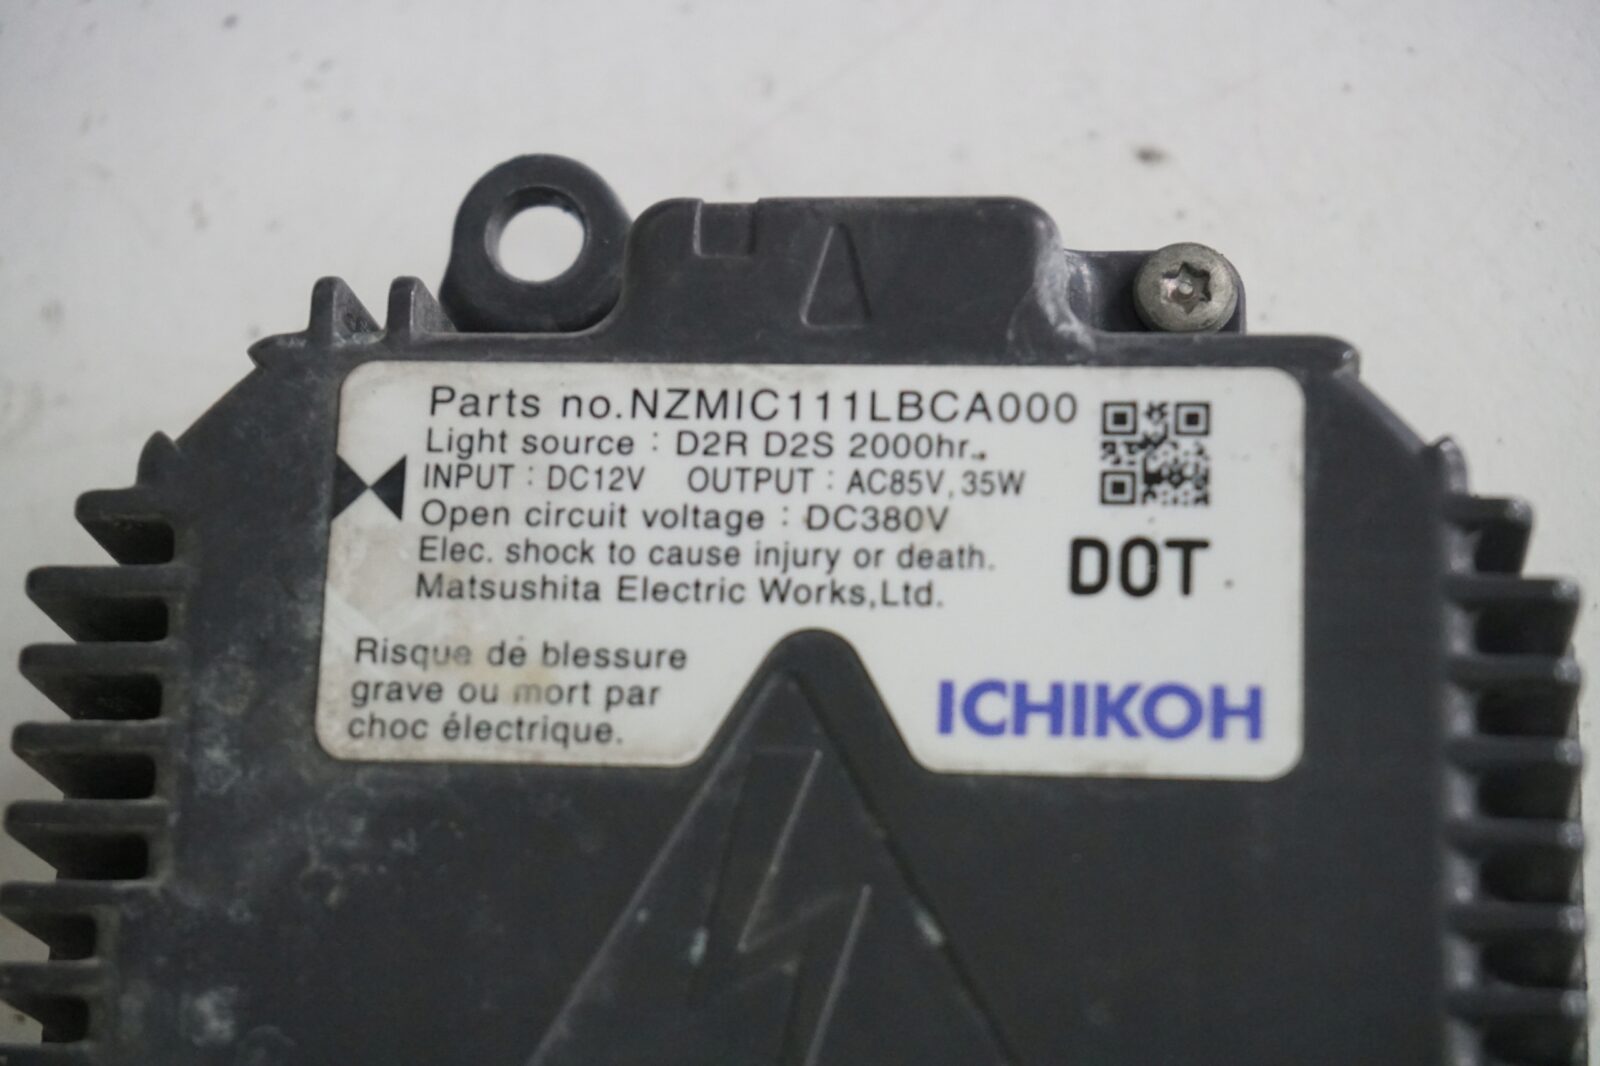 Parts no.NZMIC111LBCA000
Light source : D2R D2S 2000hr.
INPUT : DC12V OUTPUT : AC85V, 35W
Open circuit voltage : DC380V
Elec. shock to cause injury or death.
Matsushita Electric Works,Ltd.
DOT
Risque de blessure
grave ou mort par
choc électrique.
ICHIKOH